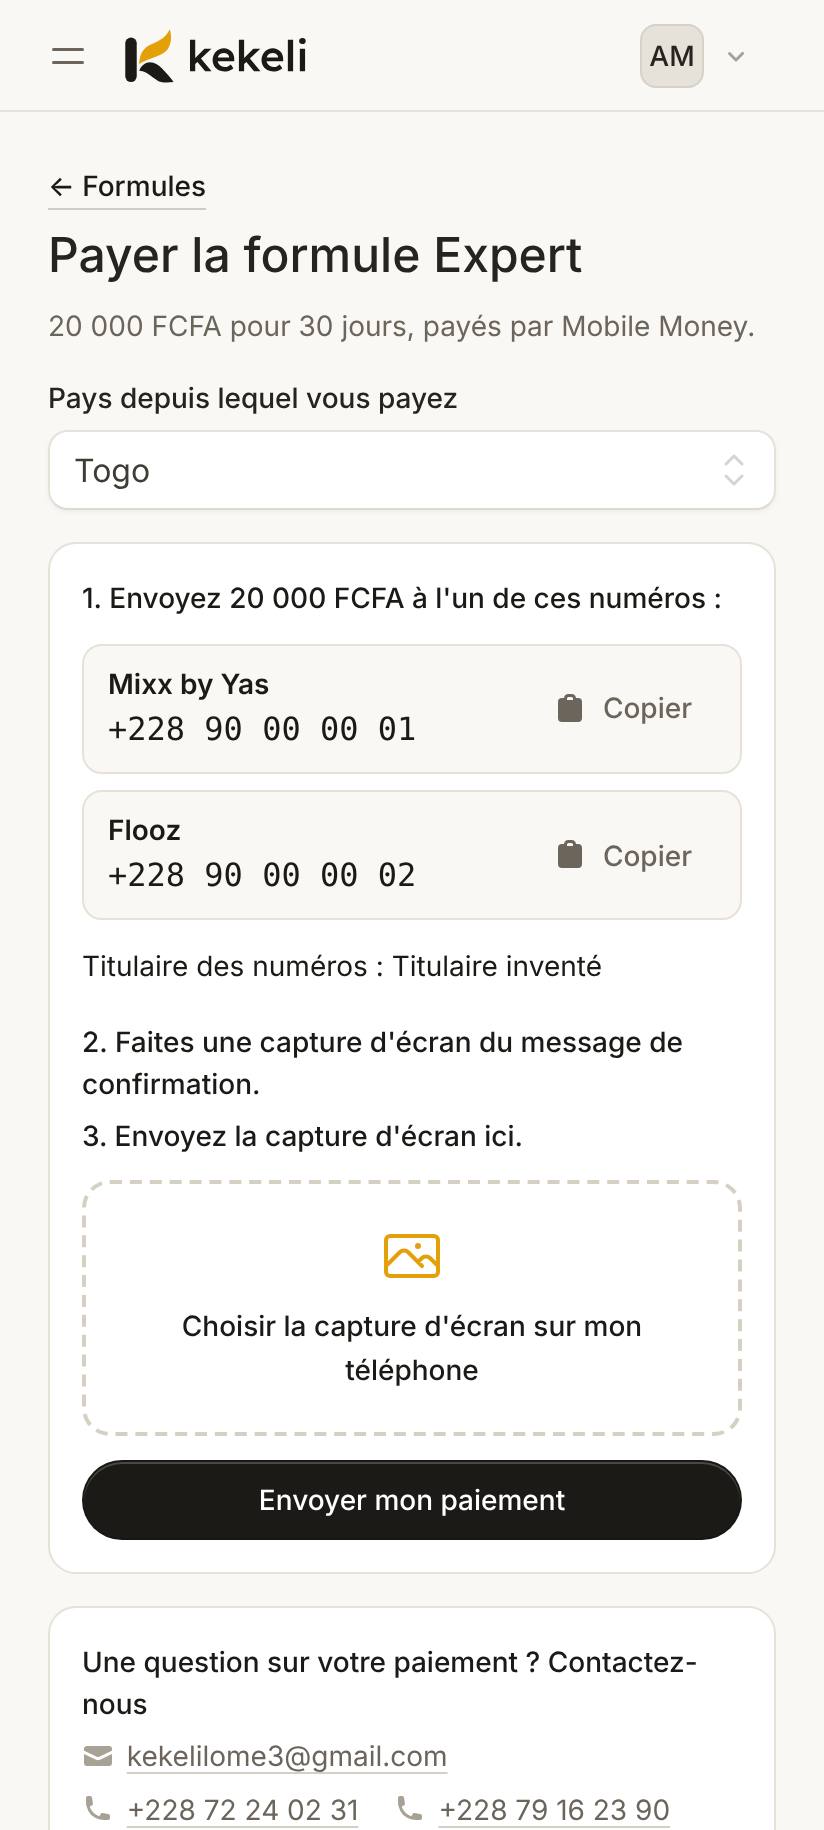 kekeli
AM
← Formules
Payer la formule Expert
20 000 FCFA pour 30 jours, payés par Mobile Money.
Pays depuis lequel vous payez
Togo
1. Envoyez 20 000 FCFA à l'un de ces numéros :
Mixx by Yas
+228 90 00 00 01
Copier
Flooz
+228 90 00 00 02
Copier
Titulaire des numéros : Titulaire inventé
2. Faites une capture d'écran du message de
confirmation.
3. Envoyez la capture d'écran ici.
Choisir la capture d'écran sur mon
téléphone
Envoyer mon paiement
Une question sur votre paiement ? Contactez-
nous
kekelilome3@gmail.com
+228 72 24 02 31 +228 79 16 23 90